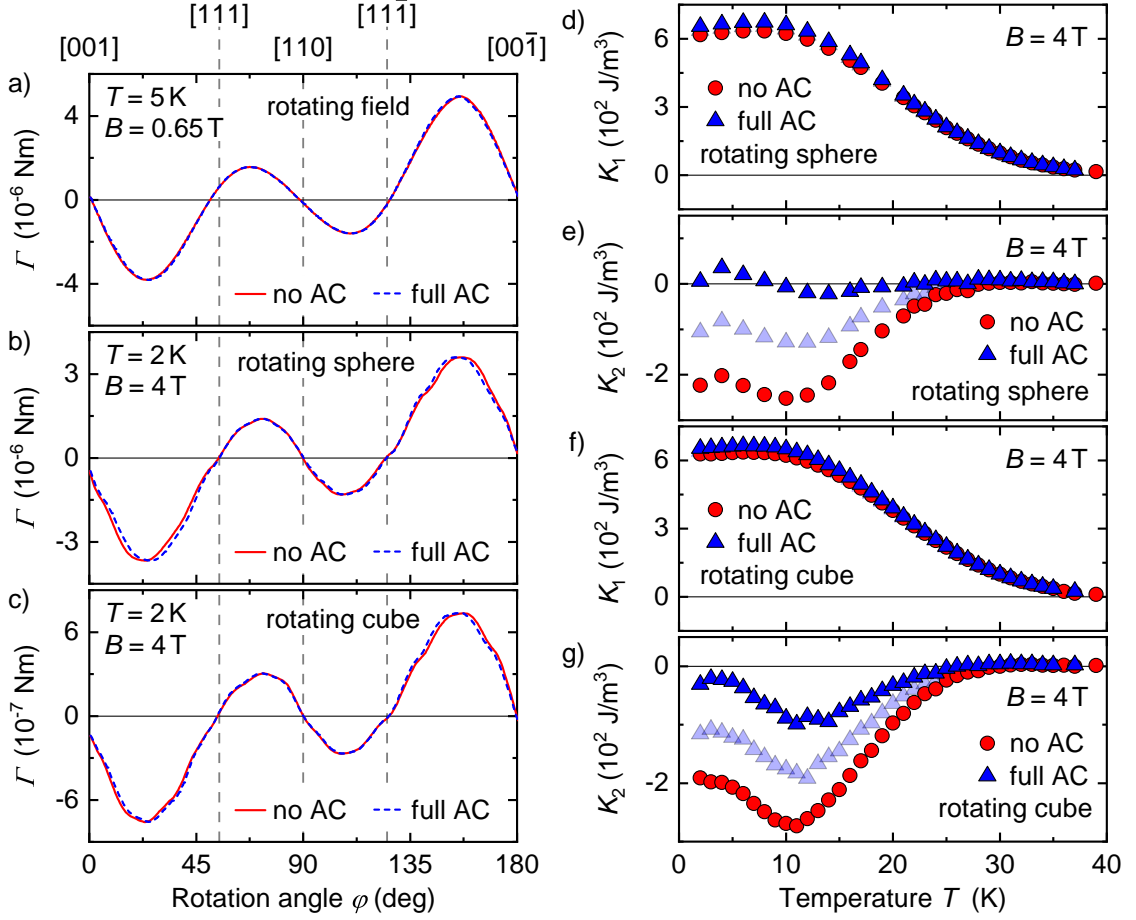 [111] [111̄]
[001] [110] [001̄]
a)
T = 5 K
B = 0.65 T
rotating field
4
0
-4
Γ (10⁻⁶ Nm)
no AC full AC
b)
T = 2 K
B = 4 T
rotating sphere
3
0
-3
Γ (10⁻⁶ Nm)
no AC full AC
c)
T = 2 K
B = 4 T
rotating cube
6
0
-6
Γ (10⁻⁷ Nm)
no AC full AC
0 45 90 135 180
Rotation angle φ (deg)
d)
B = 4 T
6
3
0
K₁ (10² J/m³)
no AC
full AC
rotating sphere
e)
B = 4 T
0
-2
K₂ (10² J/m³)
no AC
full AC
rotating sphere
f)
B = 4 T
6
3
0
K₁ (10² J/m³)
no AC
full AC
rotating cube
g)
B = 4 T
0
-2
K₂ (10² J/m³)
no AC
full AC
rotating cube
0 10 20 30 40
Temperature T (K)